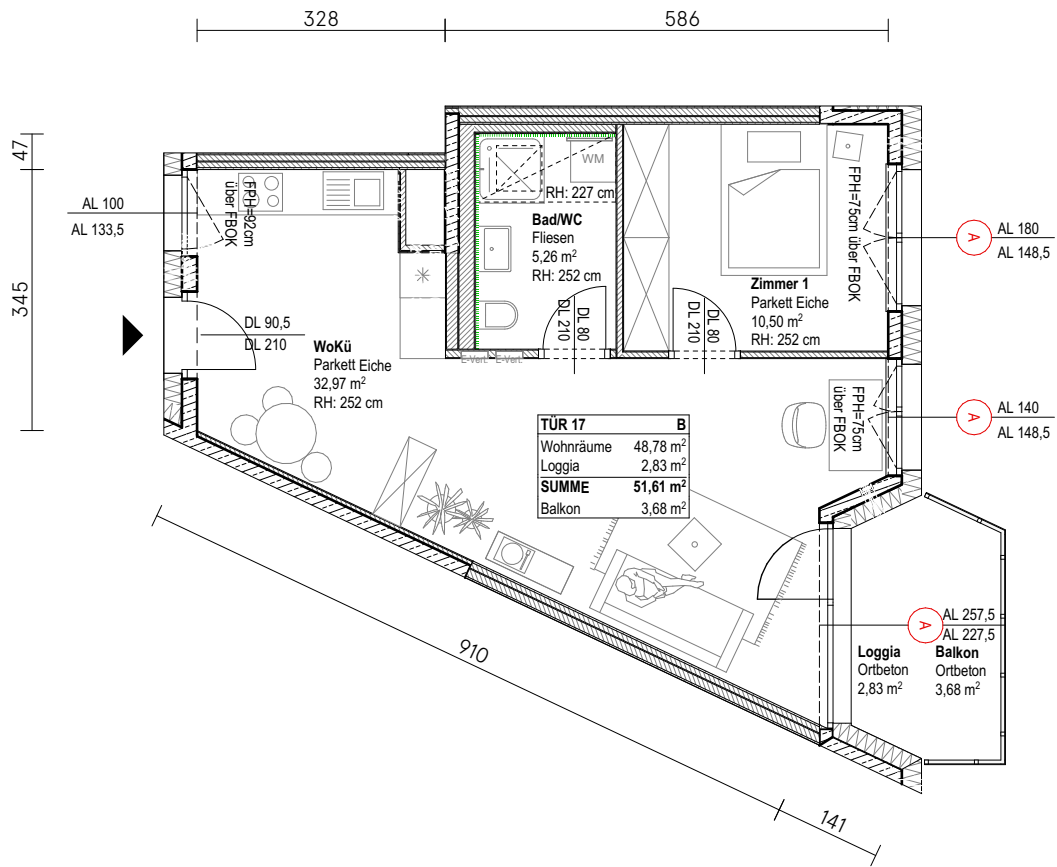 328
586
47
345
AL 100
AL 133,5
FPH=92cm
über FBOK
WM
RH: 227 cm
Bad/WC
Fliesen
5,26 m²
RH: 252 cm
FPH=75cm über FBOK
A
AL 180
AL 148,5
Zimmer 1
Parkett Eiche
10,50 m²
RH: 252 cm
DL 90,5
DL 210
DL 80
DL 210
DL 80
DL 210
E-Vert.
E-Vert.
WoKü
Parkett Eiche
32,97 m²
RH: 252 cm
FPH=75cm
über FBOK
A
AL 140
AL 148,5
TÜR 17 B
Wohnräume 48,78 m²
Loggia 2,83 m²
SUMME 51,61 m²
Balkon 3,68 m²
A
AL 257,5
AL 227,5
Loggia
Ortbeton
2,83 m²
Balkon
Ortbeton
3,68 m²
910
141